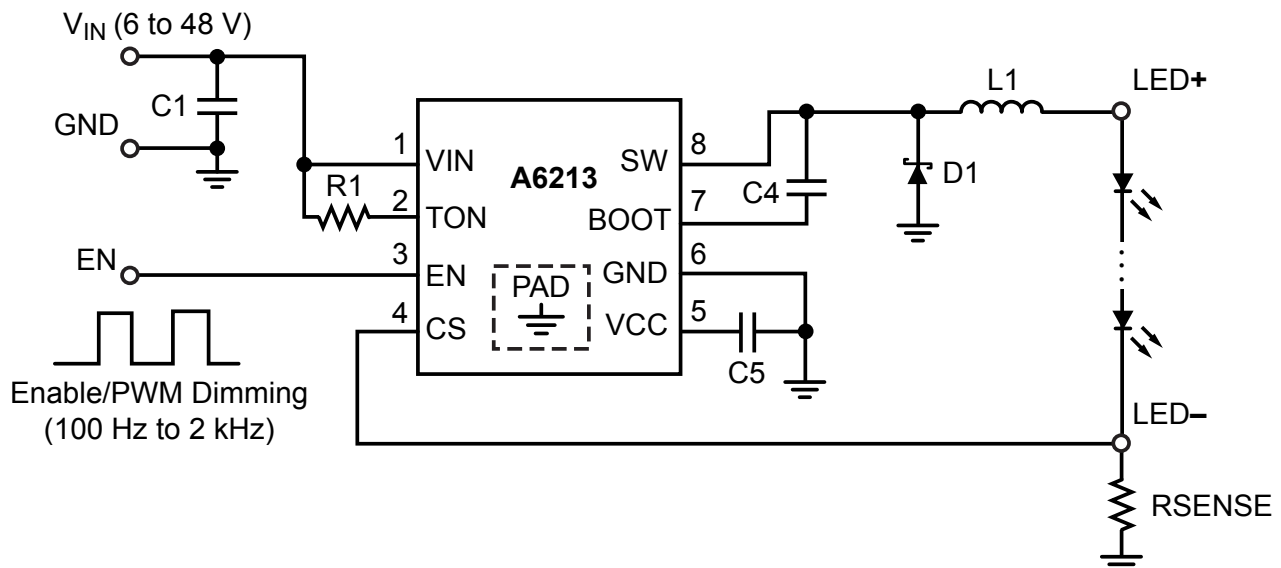 V_IN (6 to 48 V)
C1
GND
L1
LED+
1
VIN
A6213
SW
8
D1
C4
R1
2
TON
BOOT
7
3
EN
EN
PAD
GND
6
4
CS
VCC
5
C5
Enable/PWM Dimming
(100 Hz to 2 kHz)
LED–
RSENSE